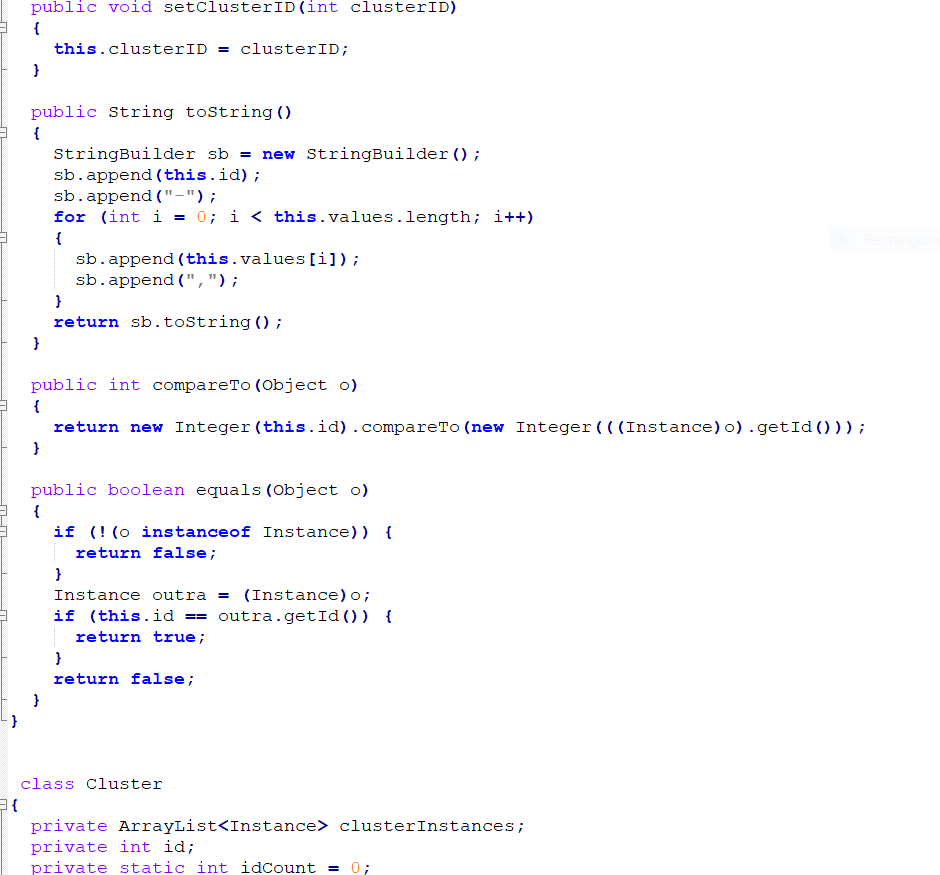 public void setClusterID(int clusterID)
{
this.clusterID = clusterID;
}
public String toString()
{
StringBuilder sb = new StringBuilder();
sb.append(this.id);
sb.append("-");
for (int i = 0; i < this.values.length; i++)
{
sb.append(this.values[i]);
sb.append(",");
}
return sb.toString();
}
public int compareTo(Object o)
{
return new Integer(this.id).compareTo(new Integer(((Instance)o).getId()));
}
public boolean equals(Object o)
{
if (!(o instanceof Instance)) {
return false;
}
Instance outra = (Instance)o;
if (this.id == outra.getId()) {
return true;
}
return false;
}
}
class Cluster
{
private ArrayList<Instance> clusterInstances;
private int id;
private static int idCount = 0;